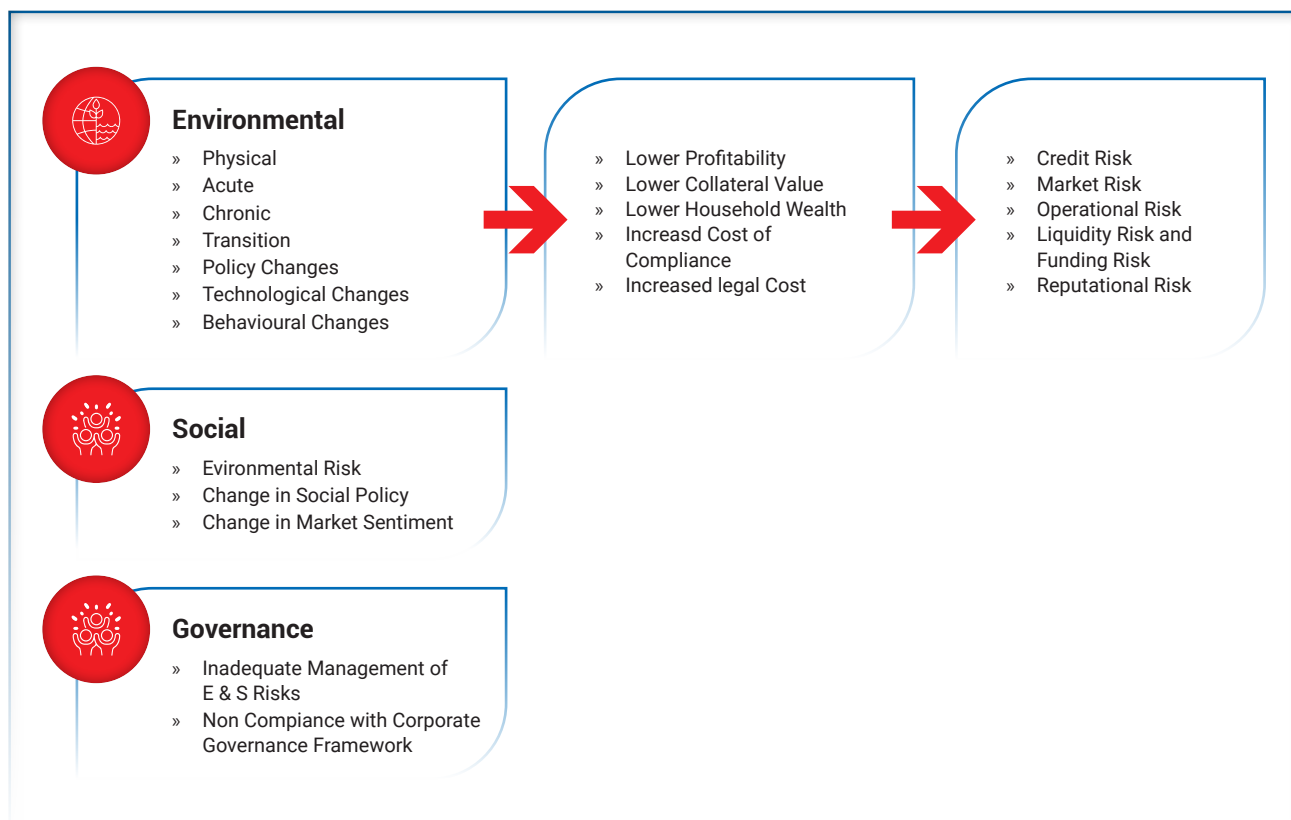 Environmental
» Physical
» Acute
» Chronic
» Transition
» Policy Changes
» Technological Changes
» Behavioural Changes
» Lower Profitability
» Lower Collateral Value
» Lower Household Wealth
» Increasd Cost of
Compliance
» Increased legal Cost
» Credit Risk
» Market Risk
» Operational Risk
» Liquidity Risk and
Funding Risk
» Reputational Risk
Social
» Evironmental Risk
» Change in Social Policy
» Change in Market Sentiment
Governance
» Inadequate Management of
E & S Risks
» Non Compiance with Corporate
Governance Framework